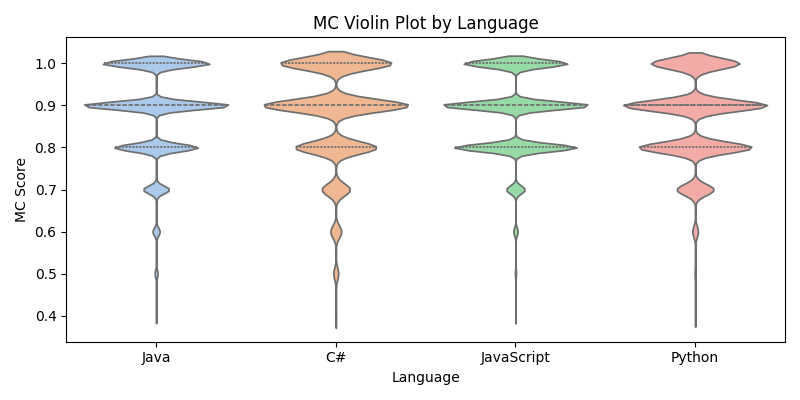 MC Violin Plot by Language
MC Score
1.0
0.9
0.8
0.7
0.6
0.5
0.4
Java
C#
JavaScript
Python
Language